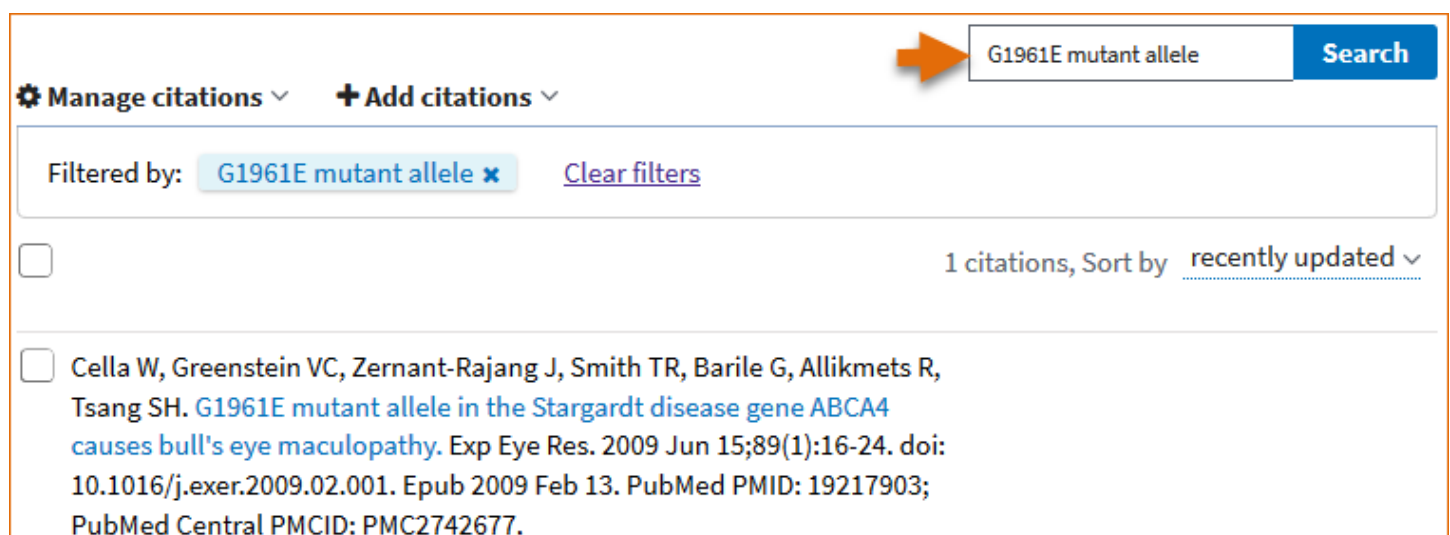 G1961E mutant allele Search
Manage citations + Add citations
Filtered by: G1961E mutant allele × Clear filters
1 citations, Sort by recently updated
Cella W, Greenstein VC, Zernant-Rajang J, Smith TR, Barile G, Allikmets R,
Tsang SH. G1961E mutant allele in the Stargardt disease gene ABCA4
causes bull's eye maculopathy. Exp Eye Res. 2009 Jun 15;89(1):16-24. doi:
10.1016/j.exer.2009.02.001. Epub 2009 Feb 13. PubMed PMID: 19217903;
PubMed Central PMCID: PMC2742677.